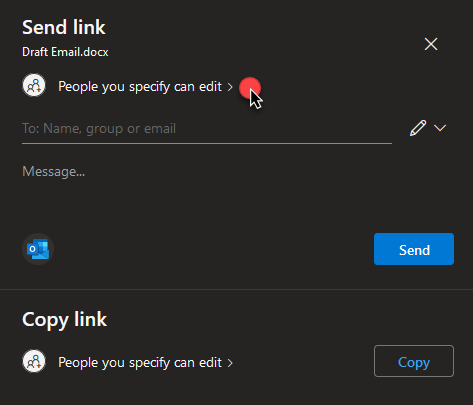 Send link
Draft Email.docx
People you specify can edit >
To: Name, group or email
Message...
Send
Copy link
People you specify can edit >
Copy